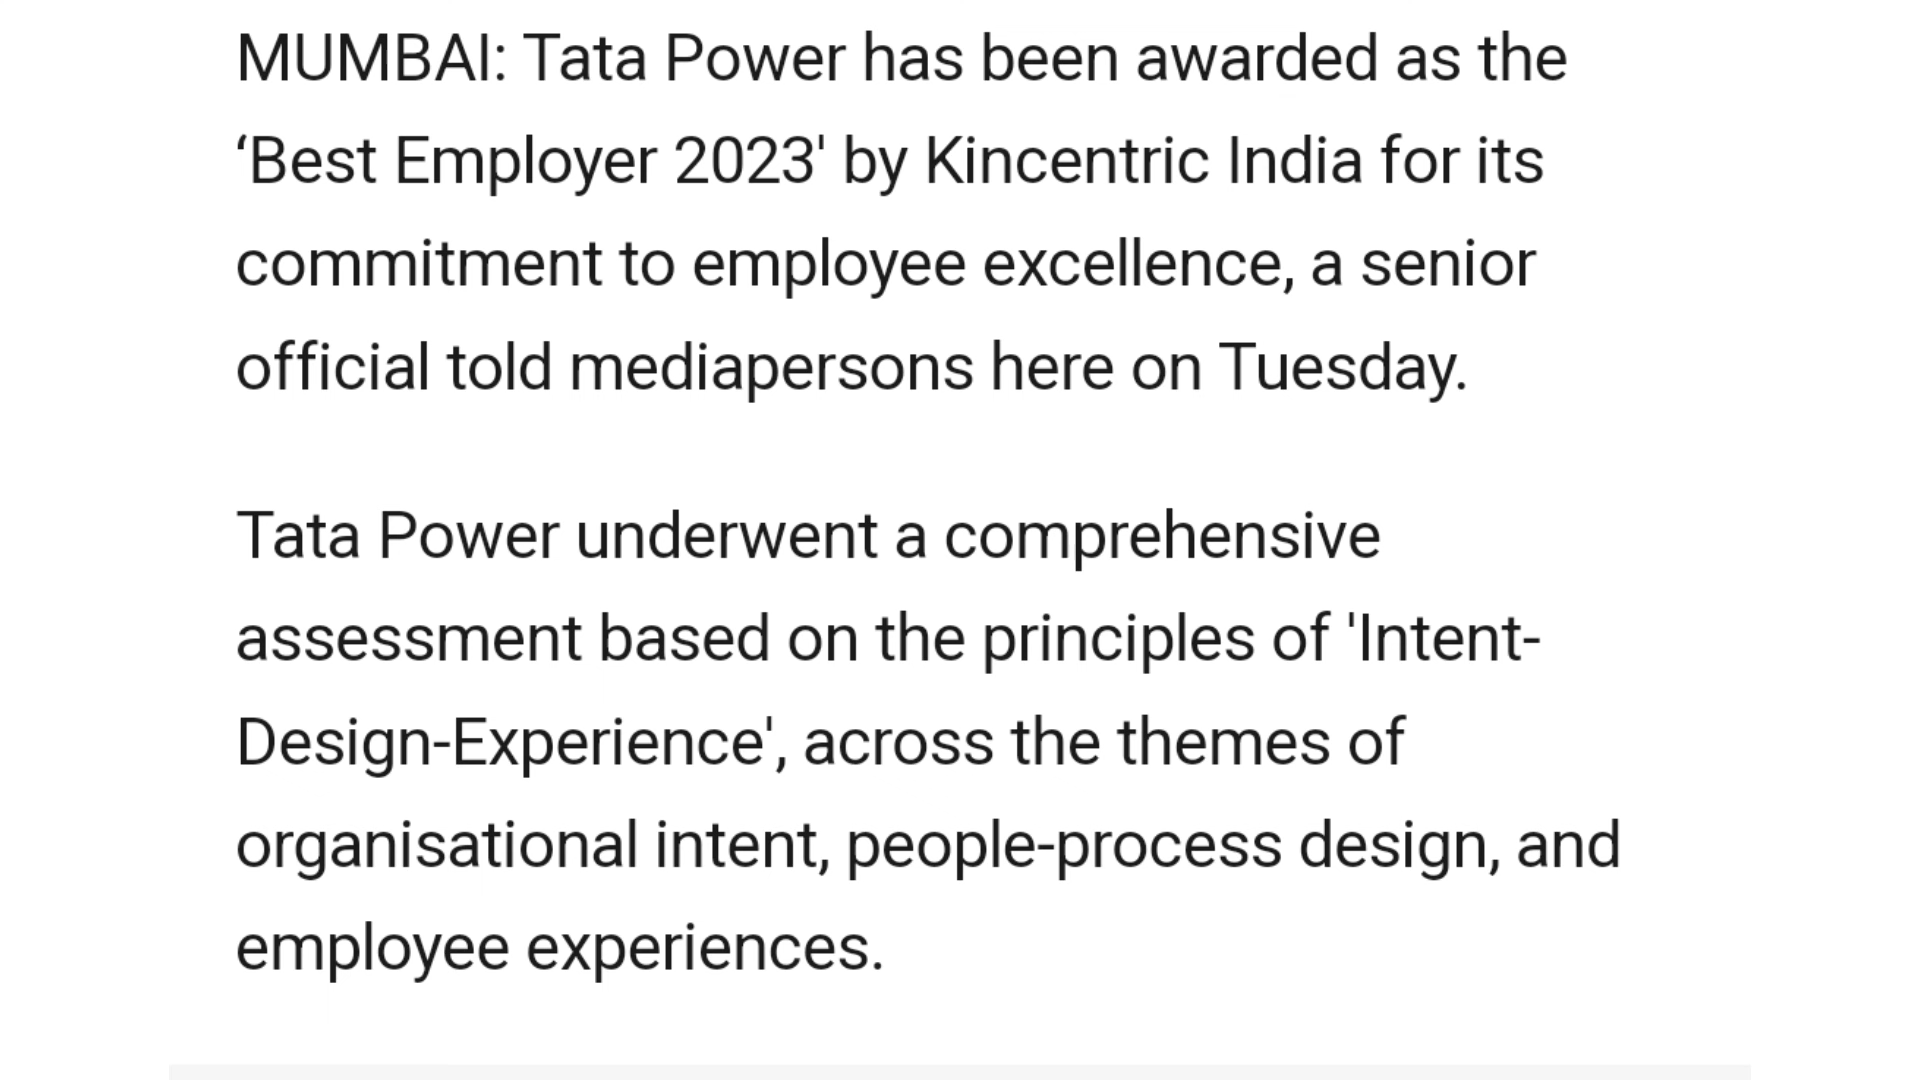 MUMBAI: Tata Power has been awarded as the
‘Best Employer 2023' by Kincentric India for its
commitment to employee excellence, a senior
official told mediapersons here on Tuesday.
Tata Power underwent a comprehensive
assessment based on the principles of 'Intent-
Design-Experience', across the themes of
organisational intent, people-process design, and
employee experiences.